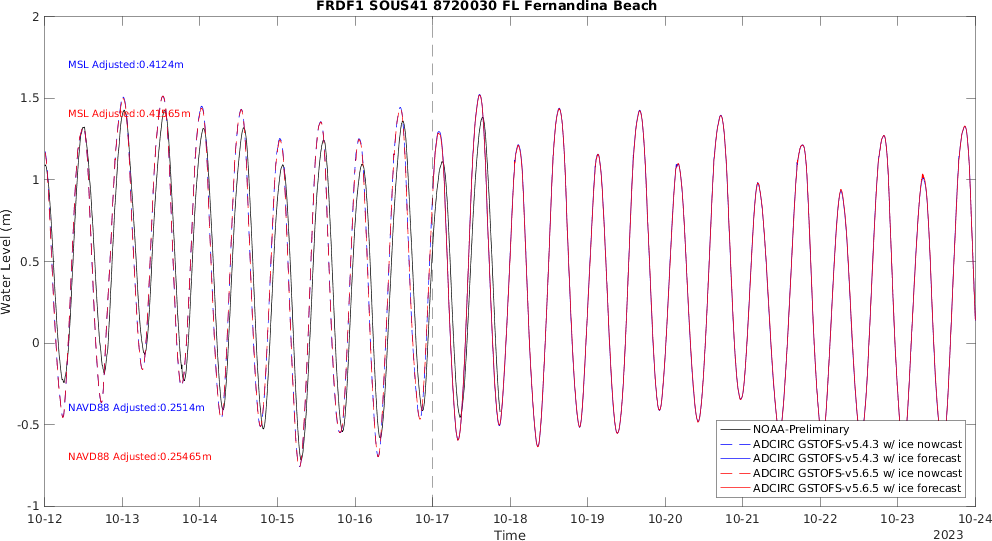 FRDF1 SOUS41 8720030 FL Fernandina Beach
2
1.5
1
0.5
0
-0.5
-1
Water Level (m)
MSL Adjusted:0.4124m
MSL Adjusted:0.41565m
NAVD88 Adjusted:0.2514m
NAVD88 Adjusted:0.25465m
NOAA-Preliminary
ADCIRC GSTOFS-v5.4.3 w/ ice nowcast
ADCIRC GSTOFS-v5.4.3 w/ ice forecast
ADCIRC GSTOFS-v5.6.5 w/ ice nowcast
ADCIRC GSTOFS-v5.6.5 w/ ice forecast
10-12 10-13 10-14 10-15 10-16 10-17 10-18 10-19 10-20 10-21 10-22 10-23 10-24
Time
2023